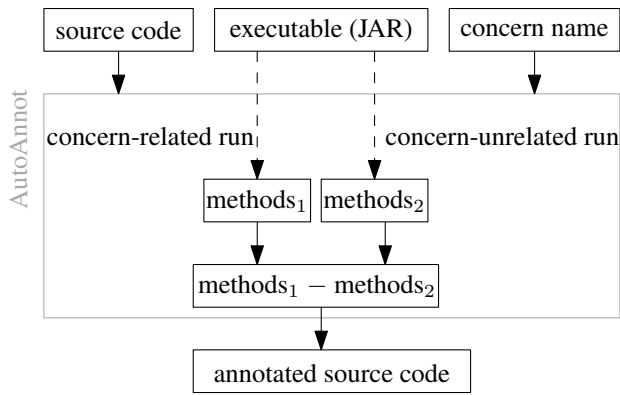 source code
executable (JAR)
concern name
AutoAnnot
concern-related run
concern-unrelated run
methods₁
methods₂
methods₁ − methods₂
annotated source code